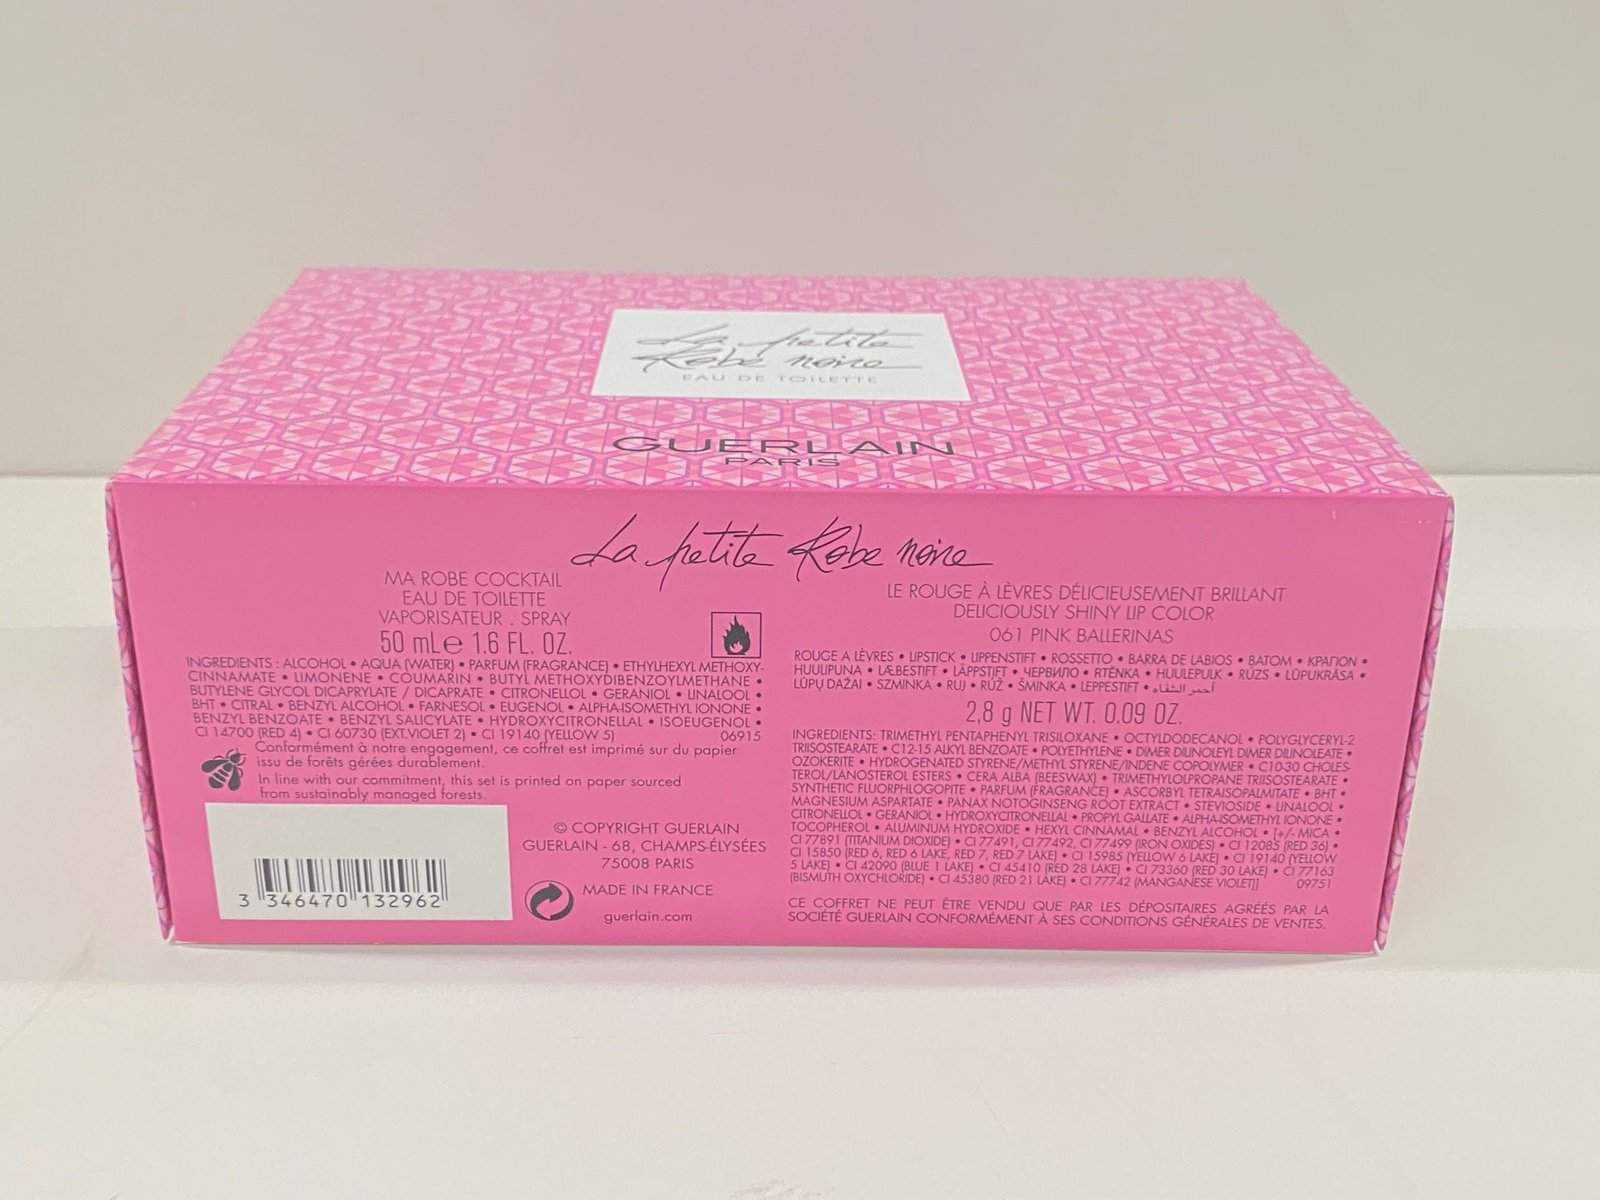 La petite
Robe noire
EAU DE TOILETTE
GUERLAIN
PARIS
La petite Robe noire
MA ROBE COCKTAIL
EAU DE TOILETTE
VAPORISATEUR . SPRAY
50 mL e 1.6 FL. OZ.
INGREDIENTS : ALCOHOL • AQUA (WATER) • PARFUM (FRAGRANCE) • ETHYLHEXYL METHOXY-
CINNAMATE • LIMONENE • COUMARIN • BUTYL METHOXYDIBENZOYLMETHANE •
BUTYLENE GLYCOL DICAPRYLATE / DICAPRATE • CITRONELLOL • GERANIOL • LINALOOL •
BHT • CITRAL • BENZYL ALCOHOL • FARNESOL • EUGENOL • ALPHA-ISOMETHYL IONONE •
BENZYL BENZOATE • BENZYL SALICYLATE • HYDROXYCITRONELLAL • ISOEUGENOL •
CI 14700 (RED 4) • CI 60730 (EXT.VIOLET 2) • CI 19140 (YELLOW 5) 06915
Conformément à notre engagement, ce coffret est imprimé sur du papier
issu de forêts gérées durablement.
In line with our commitment, this set is printed on paper sourced
from sustainably managed forests.
3 346470 132962
© COPYRIGHT GUERLAIN
GUERLAIN - 68, CHAMPS-ÉLYSÉES
75008 PARIS
MADE IN FRANCE
guerlain.com
LE ROUGE À LÈVRES DÉLICIEUSEMENT BRILLANT
DELICIOUSLY SHINY LIP COLOR
061 PINK BALLERINAS
ROUGE A LÈVRES • LIPSTICK • LIPPENSTIFT • ROSSETTO • BARRA DE LABIOS • BATOM • ΚΡΑΓΙΟΝ •
HUULIPUNA • LÆBESTIFT • LÄPPSTIFT • ЧЕРВИЛО • RTĚNKA • HUULEPULK • RÚZS • LŪPUKRĀSA •
LŪPŲ DAŽAI • SZMINKA • RUJ • RÚŽ • ŠMINKA • LEPPESTIFT • أحمر الشفاه
2,8 g NET WT. 0.09 OZ.
INGREDIENTS: TRIMETHYL PENTAPHENYL TRISILOXANE • OCTYLDODECANOL • POLYGLYCERYL-2
TRIISOSTEARATE • C12-15 ALKYL BENZOATE • POLYETHYLENE • DIMER DILINOLEYL DIMER DILINOLEATE •
OZOKERITE • HYDROGENATED STYRENE/METHYL STYRENE/INDENE COPOLYMER • C10-30 CHOLES-
TEROL/LANOSTEROL ESTERS • CERA ALBA (BEESWAX) • TRIMETHYLOLPROPANE TRIISOSTEARATE •
SYNTHETIC FLUORPHLOGOPITE • PARFUM (FRAGRANCE) • ASCORBYL TETRAISOPALMITATE • BHT •
MAGNESIUM ASPARTATE • PANAX NOTOGINSENG ROOT EXTRACT • STEVIOSIDE • LINALOOL •
CITRONELLOL • GERANIOL • HYDROXYCITRONELLAL • PROPYL GALLATE • ALPHA-ISOMETHYL IONONE •
TOCOPHEROL • ALUMINUM HYDROXIDE • HEXYL CINNAMAL • BENZYL ALCOHOL • [+/- MICA •
CI 77891 (TITANIUM DIOXIDE) • CI 77491, CI 77492, CI 77499 (IRON OXIDES) • CI 12085 (RED 36) •
CI 15850 (RED 6, RED 6 LAKE, RED 7, RED 7 LAKE) • CI 15985 (YELLOW 6 LAKE) • CI 19140 (YELLOW
5 LAKE) • CI 42090 (BLUE 1 LAKE) • CI 45410 (RED 28 LAKE) • CI 73360 (RED 30 LAKE) • CI 77163
(BISMUTH OXYCHLORIDE) • CI 45380 (RED 21 LAKE) • CI 77742 (MANGANESE VIOLET)] 09751
CE COFFRET NE PEUT ÊTRE VENDU QUE PAR LES DÉPOSITAIRES AGRÉÉS PAR LA
SOCIÉTÉ GUERLAIN CONFORMÉMENT À SES CONDITIONS GÉNÉRALES DE VENTES.